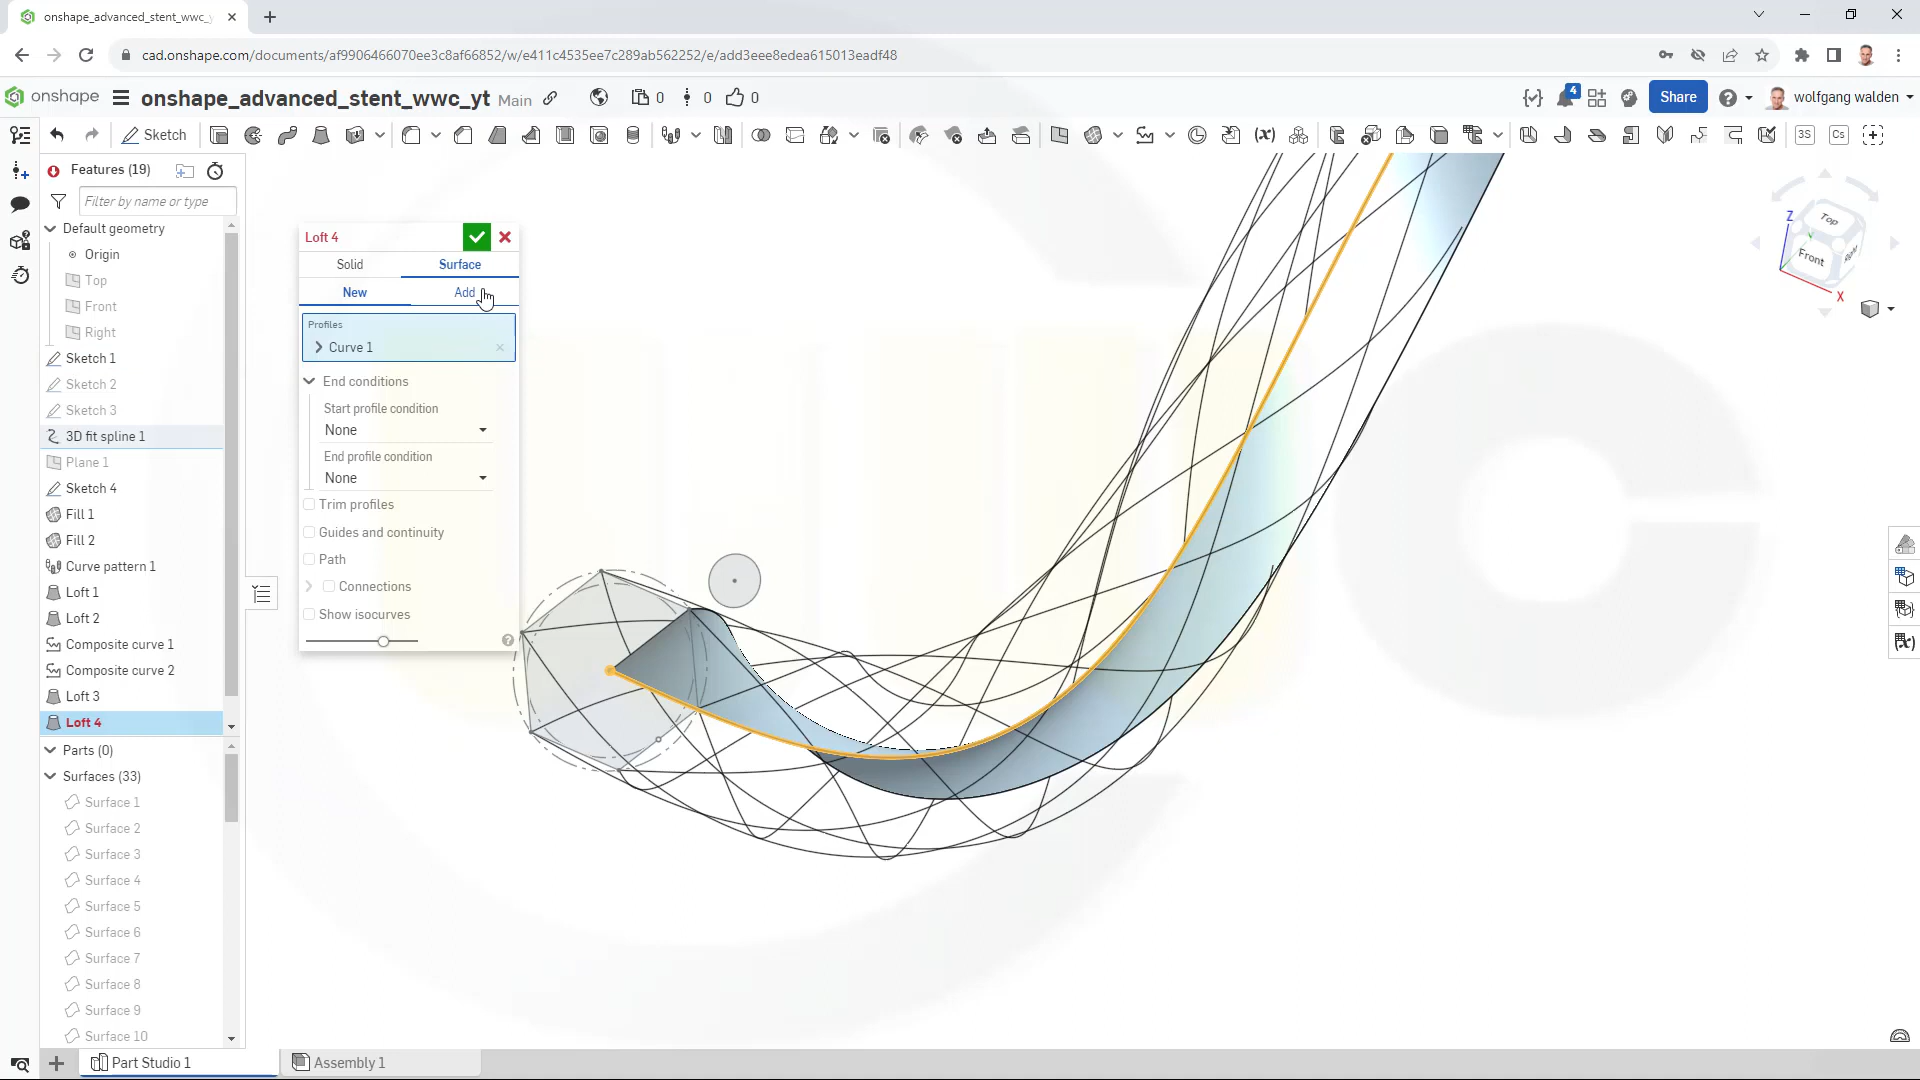 onshape_advanced_stent_wwc_y
cad.onshape.com/documents/af9906466070ee3c8af66852/w/e411c4535ee7c289ab562252/e/add3eee8edea615013eadf48
onshape onshape_advanced_stent_wwc_yt Main 0 0 0 4 Share wolfgang walden
Sketch 3S Cs
Features (19)
Filter by name or type
Default geometry
Origin
Top
Front
Right
Sketch 1
Sketch 2
Sketch 3
3D fit spline 1
Plane 1
Sketch 4
Fill 1
Fill 2
Curve pattern 1
Loft 1
Loft 2
Composite curve 1
Composite curve 2
Loft 3
Loft 4
Parts (0)
Surfaces (33)
Surface 1
Surface 2
Surface 3
Surface 4
Surface 5
Surface 6
Surface 7
Surface 8
Surface 9
Surface 10
Loft 4
Solid Surface
New Add
Profiles
Curve 1
End conditions
Start profile condition
None
End profile condition
None
Trim profiles
Guides and continuity
Path
Connections
Show isocurves
Z
Top
Front
Right
X
Part Studio 1 Assembly 1